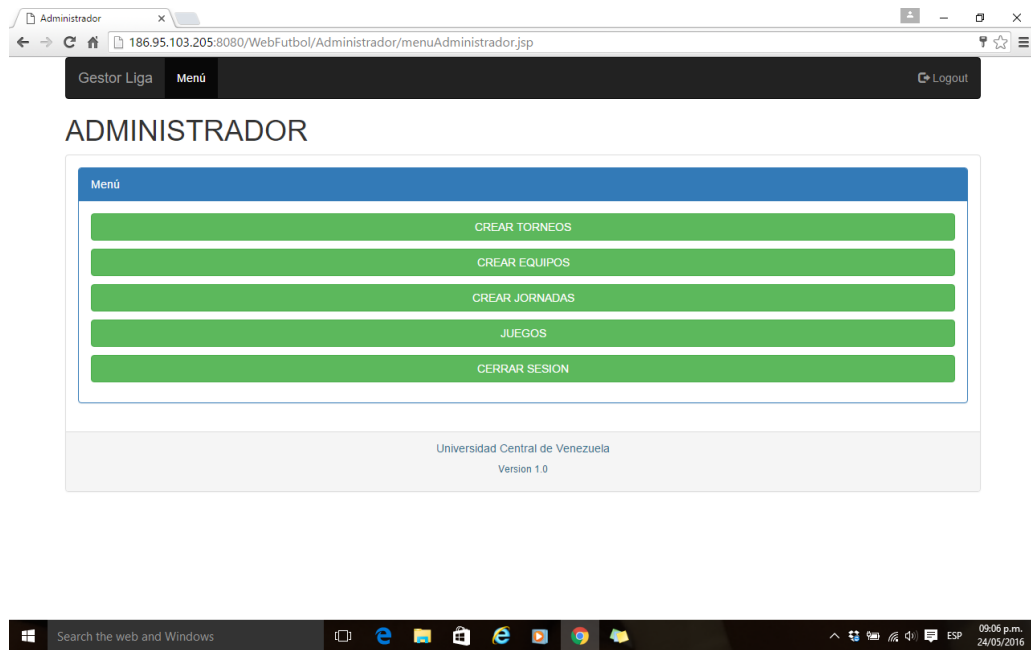 Administrador
186.95.103.205:8080/WebFutbol/Administrador/menuAdministrador.jsp
Gestor Liga Menú Logout
ADMINISTRADOR
Menú
CREAR TORNEOS
CREAR EQUIPOS
CREAR JORNADAS
JUEGOS
CERRAR SESION
Universidad Central de Venezuela
Version 1.0
Search the web and Windows
ESP
09:06 p.m.
24/05/2016